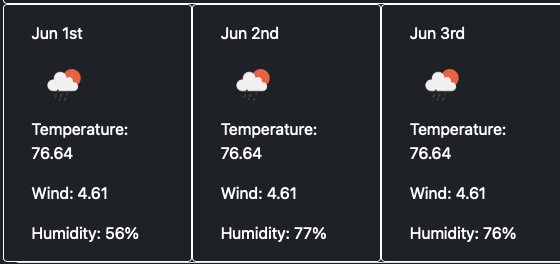 Jun 1st
Temperature:
76.64
Wind: 4.61
Humidity: 56%
Jun 2nd
Temperature:
76.64
Wind: 4.61
Humidity: 77%
Jun 3rd
Temperature:
76.64
Wind: 4.61
Humidity: 76%